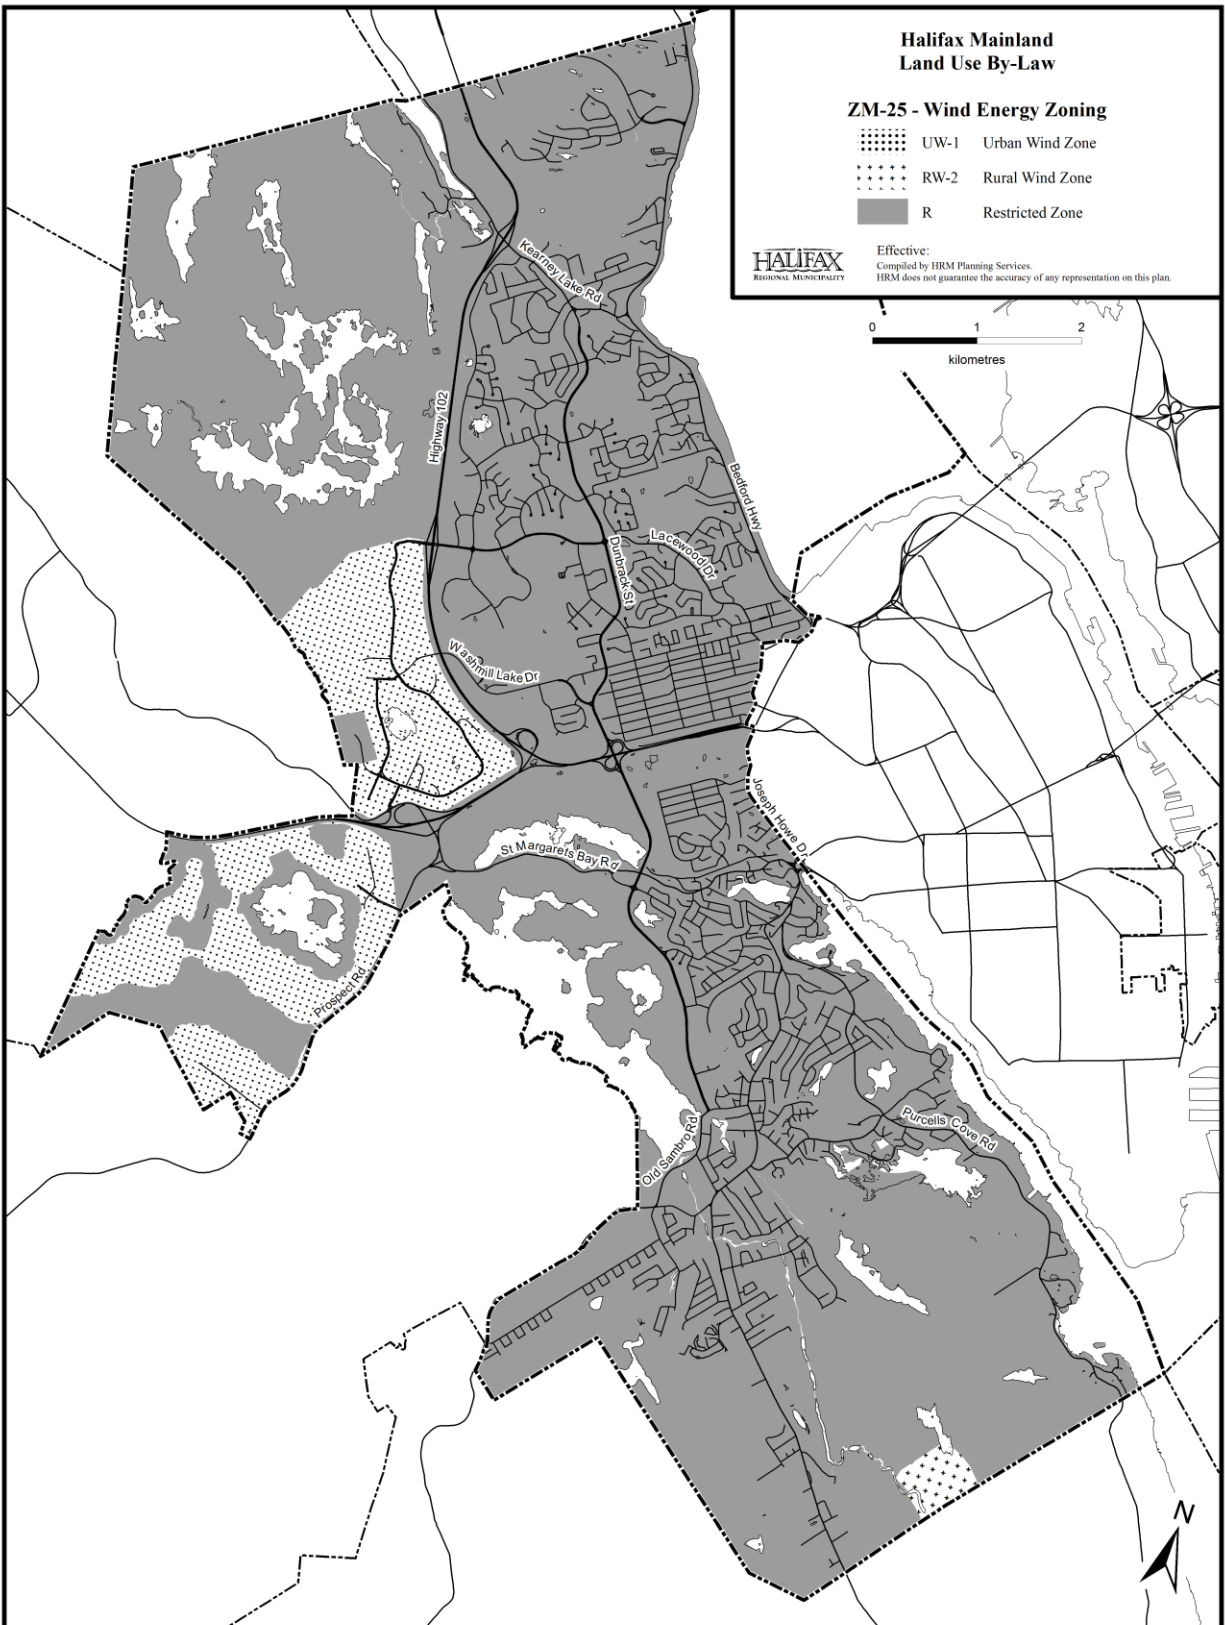 Halifax Mainland
Land Use By-Law
ZM-25 - Wind Energy Zoning
UW-1 Urban Wind Zone
RW-2 Rural Wind Zone
R Restricted Zone
HALIFAX
REGIONAL MUNICIPALITY
Effective:
Compiled by HRM Planning Services.
HRM does not guarantee the accuracy of any representation on this plan.
0 1 2
kilometres
Kearney Lake Rd
Highway 102
Bedford Hwy
Lacewood Dr
Dunbrack St
Washmill Lake Dr
Joseph Howe Dr
St Margarets Bay Rd
Prospect Rd
Purcells Cove Rd
Old Sambro Rd
N